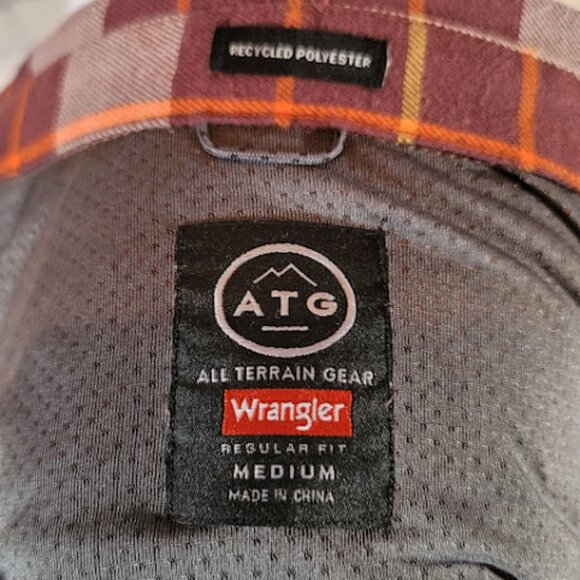 RECYCLED POLYESTER
ATG
ALL TERRAIN GEAR
Wrangler
REGULAR FIT
MEDIUM
MADE IN CHINA